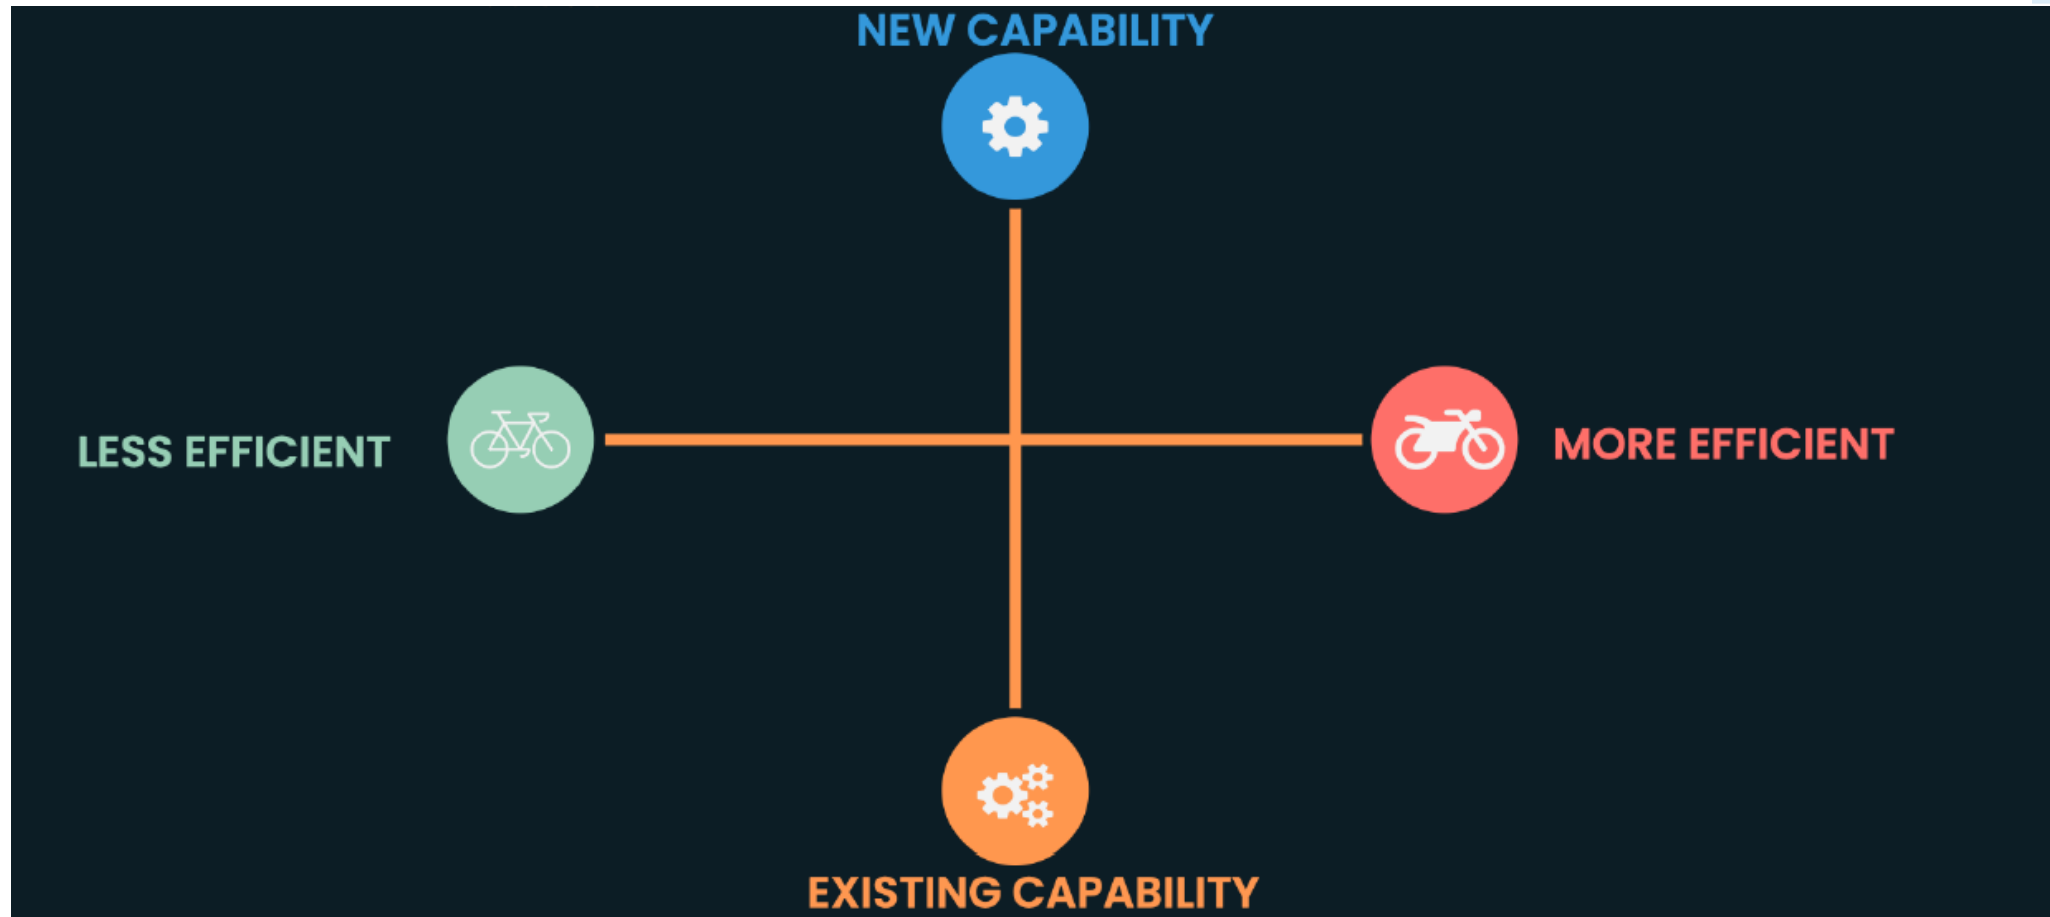 NEW CAPABILITY
LESS EFFICIENT
MORE EFFICIENT
EXISTING CAPABILITY